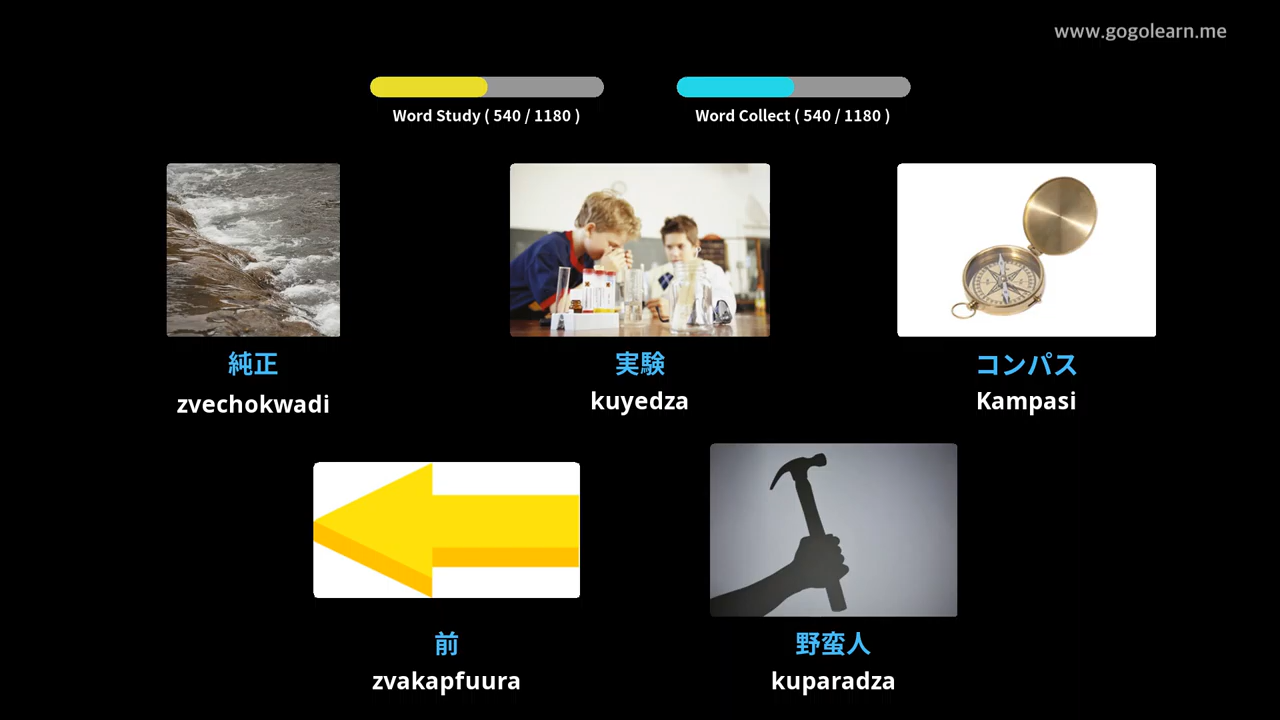 www.gogolearn.me
Word Study ( 540 / 1180 )
Word Collect ( 540 / 1180 )
純正
zvechokwadi
実験
kuyedza
コンパス
Kampasi
前
zvakapfuura
野蛮人
kuparadza